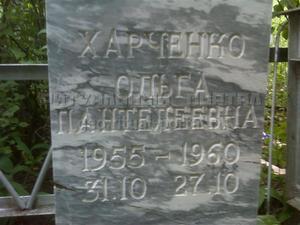 ХАРЧЕНКО
ОЛЬГА
ПАНТЕЛЕЕВНА
1955-1960
31.10 27.10